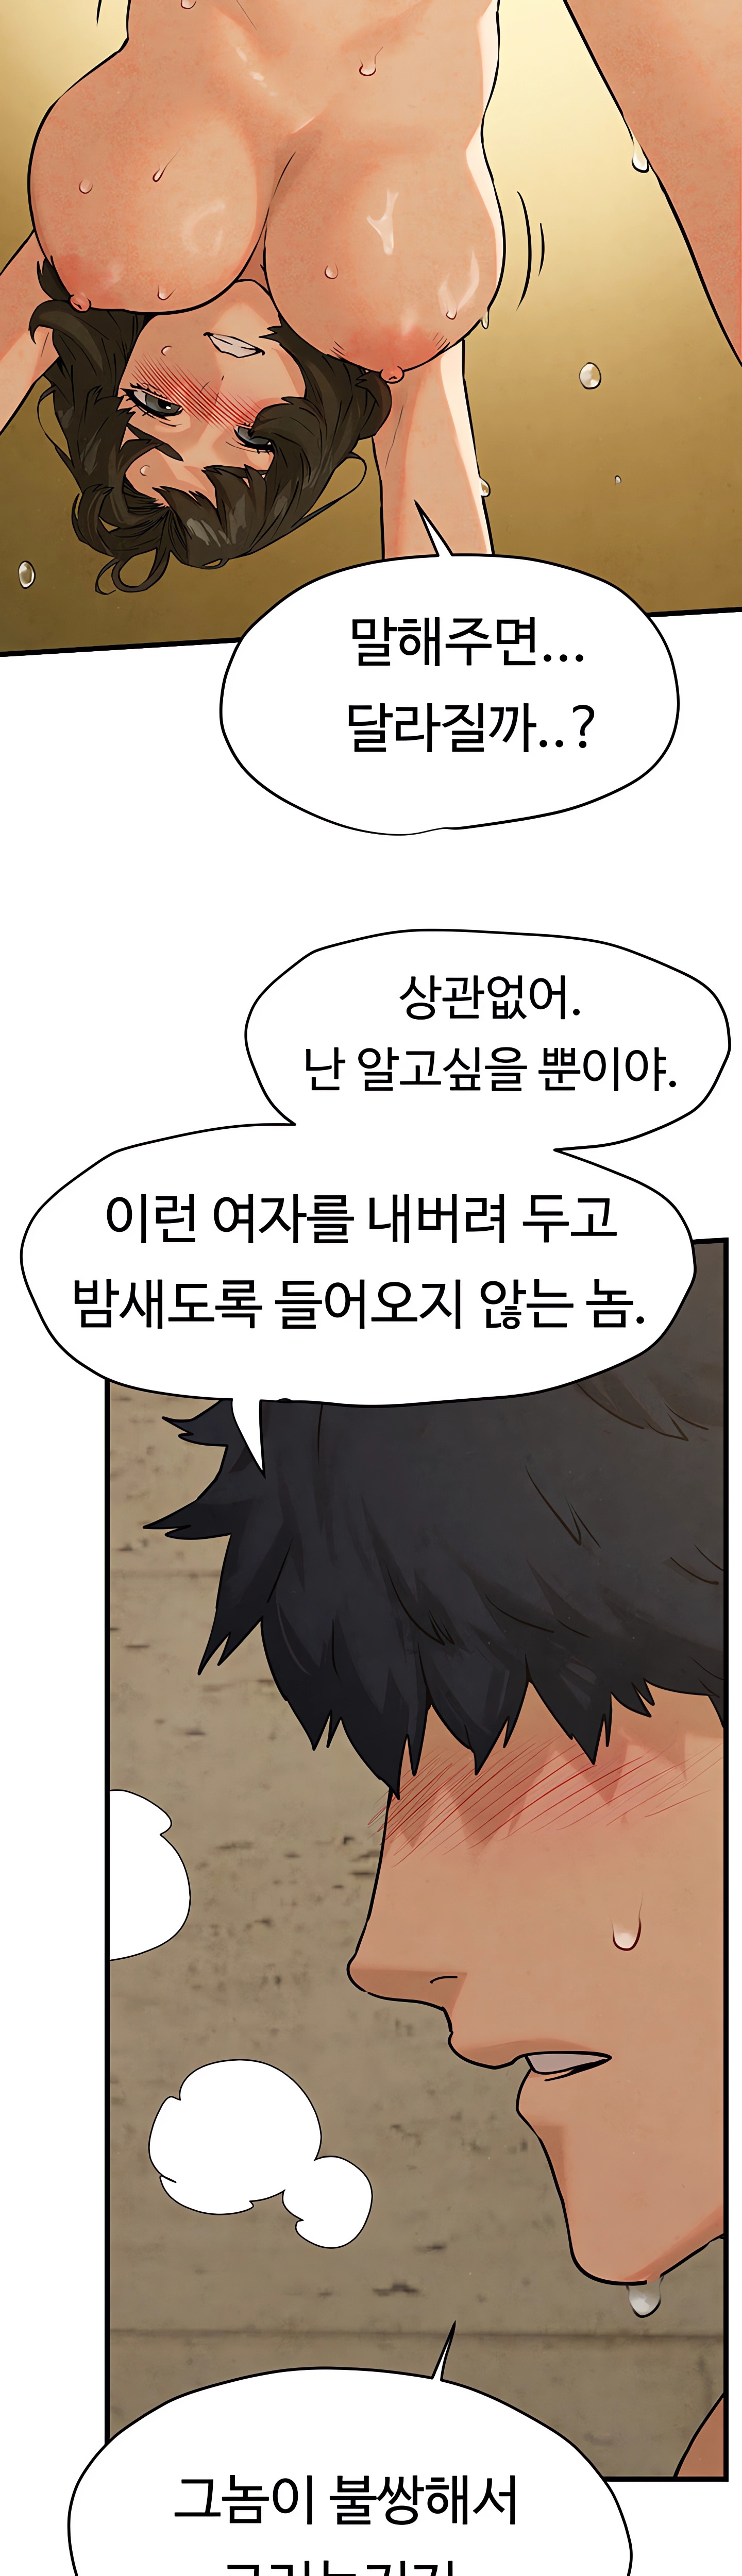 말해주면...
달라질까..?
상관없어.
난 알고싶을 뿐이야.
이런 여자를 내버려 두고
밤새도록 들어오지 않는 놈.
그놈이 불쌍해서